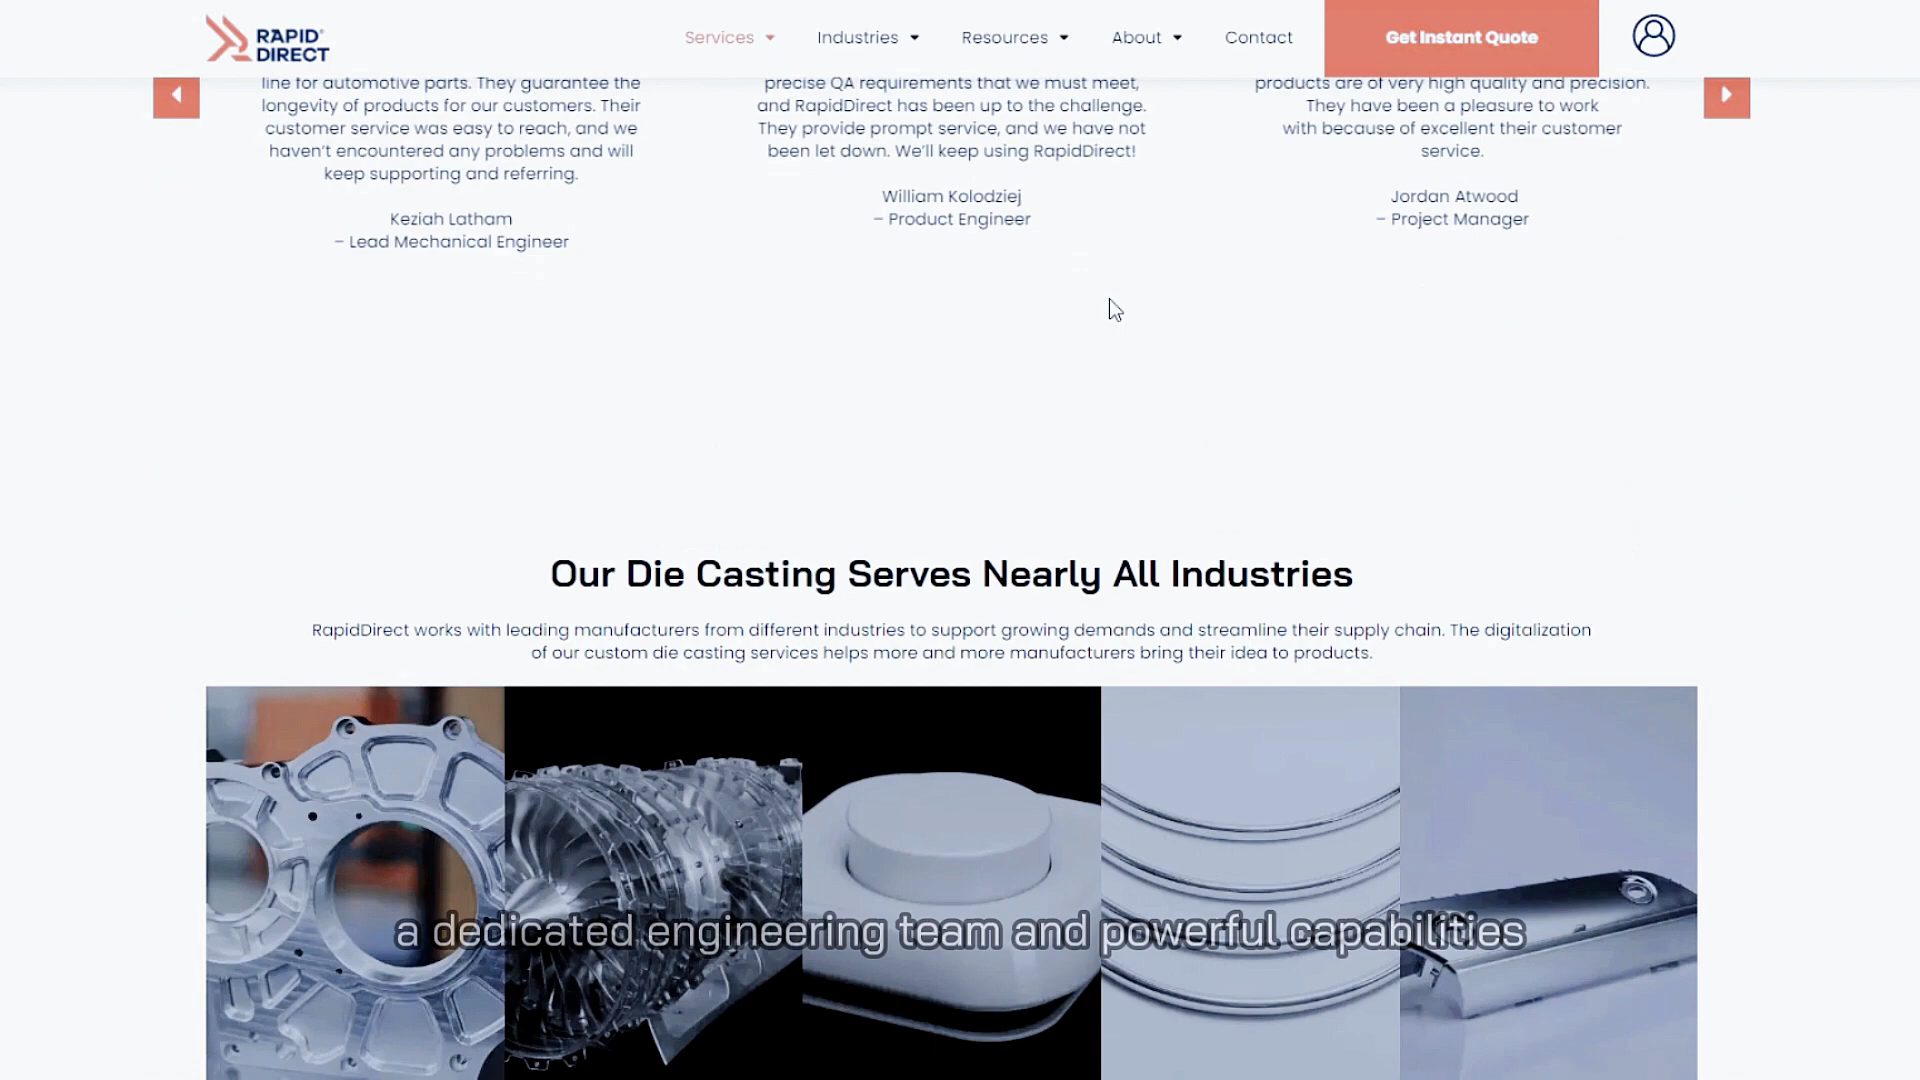 RAPID DIRECT
Services
Industries
Resources
About
Contact
Get Instant Quote
line for automotive parts. They guarantee the
longevity of products for our customers. Their
customer service was easy to reach, and we
haven't encountered any problems and will
keep supporting and referring.
Keziah Latham
– Lead Mechanical Engineer
precise QA requirements that we must meet,
and RapidDirect has been up to the challenge.
They provide prompt service, and we have not
been let down. We'll keep using RapidDirect!
William Kolodziej
– Product Engineer
products are of very high quality and precision.
They have been a pleasure to work
with because of excellent their customer
service.
Jordan Atwood
– Project Manager
Our Die Casting Serves Nearly All Industries
RapidDirect works with leading manufacturers from different industries to support growing demands and streamline their supply chain. The digitalization
of our custom die casting services helps more and more manufacturers bring their idea to products.
a dedicated engineering team and powerful capabilities